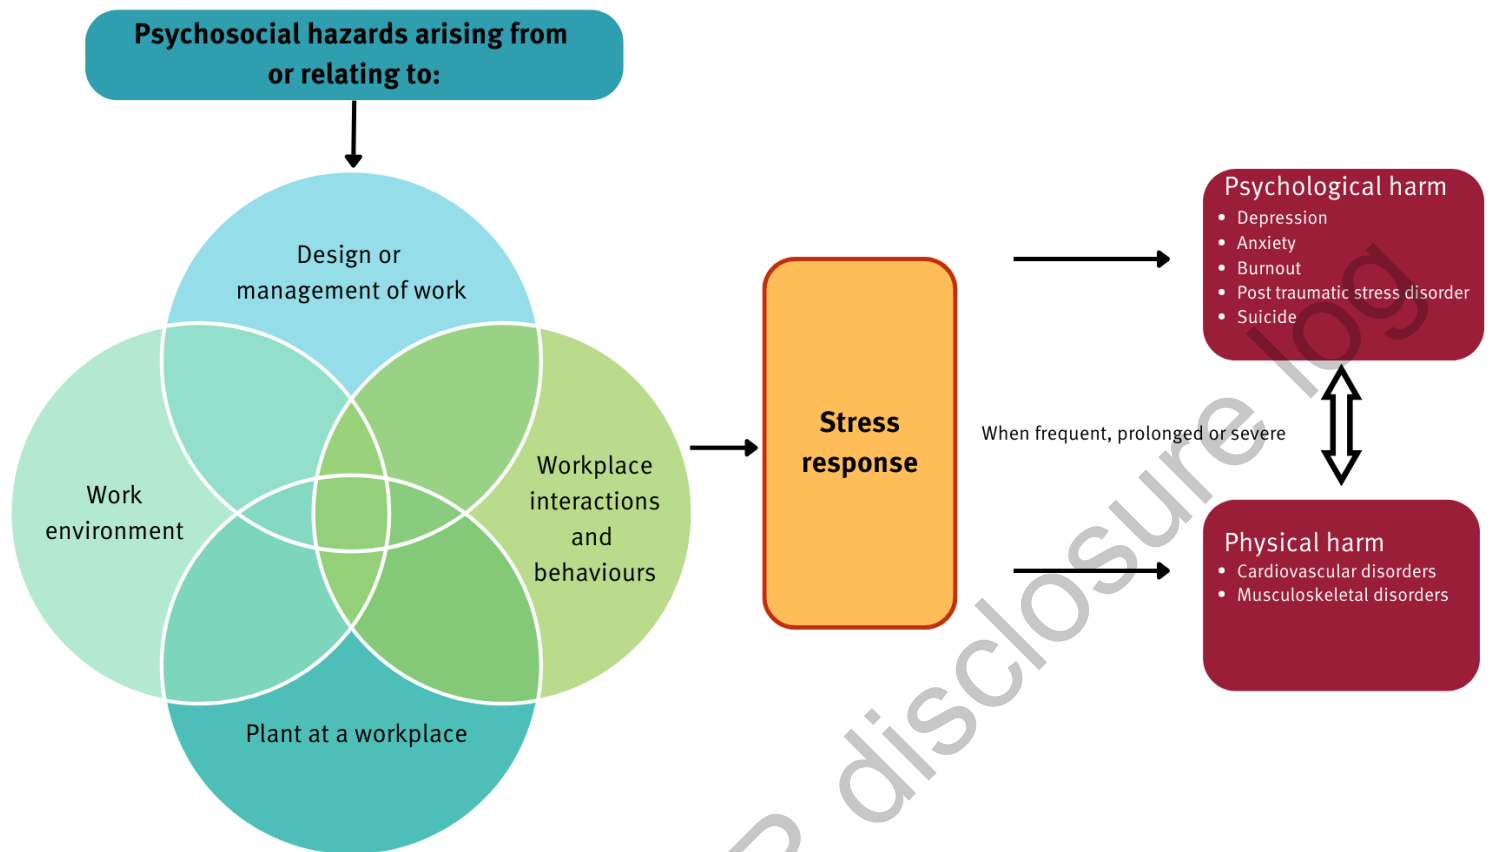 Psychosocial hazards arising from
or relating to:
Design or
management of work
Work
environment
Workplace
interactions
and
behaviours
Plant at a workplace
Stress
response
When frequent, prolonged or severe
Psychological harm
• Depression
• Anxiety
• Burnout
• Post traumatic stress disorder
• Suicide
Physical harm
• Cardiovascular disorders
• Musculoskeletal disorders
disclosure log